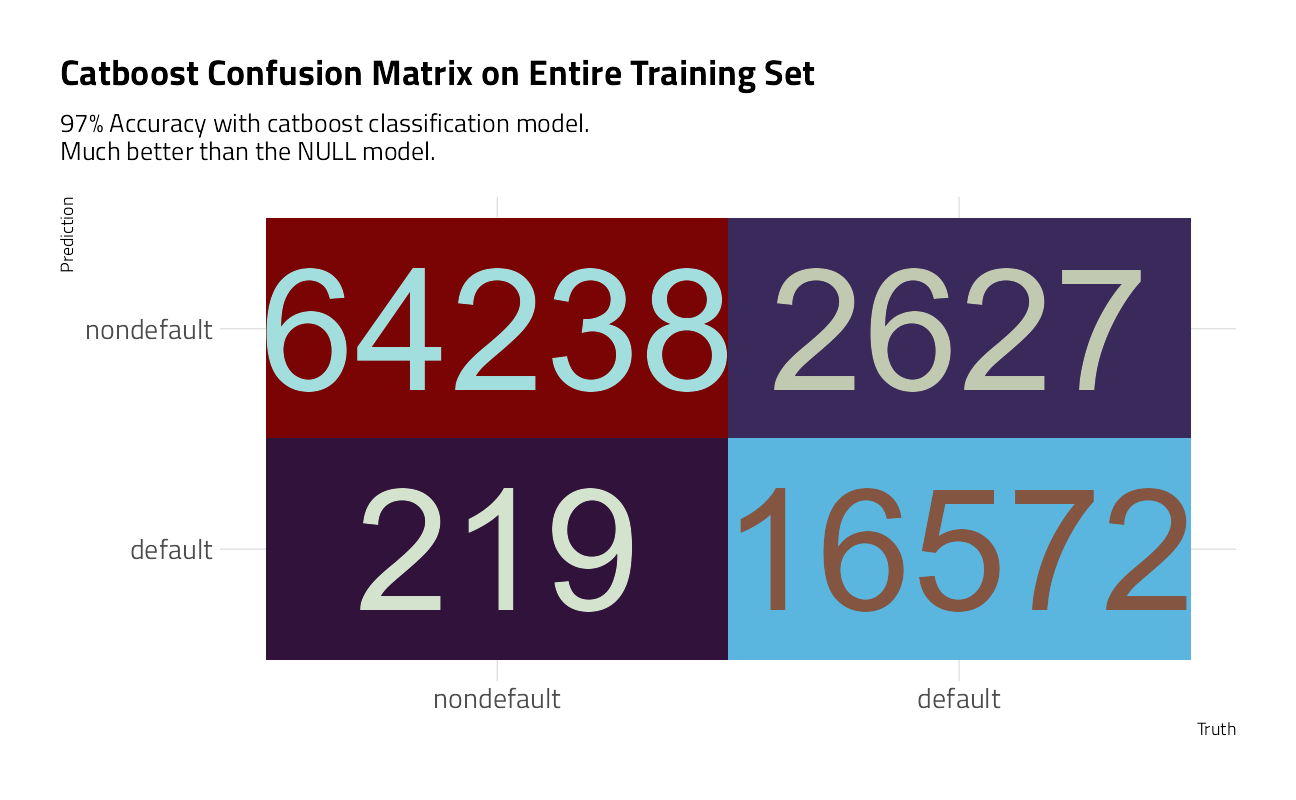 Catboost Confusion Matrix on Entire Training Set
97% Accuracy with catboost classification model.
Much better than the NULL model.
Prediction
nondefault
64238
2627
default
219
16572
nondefault
default
Truth